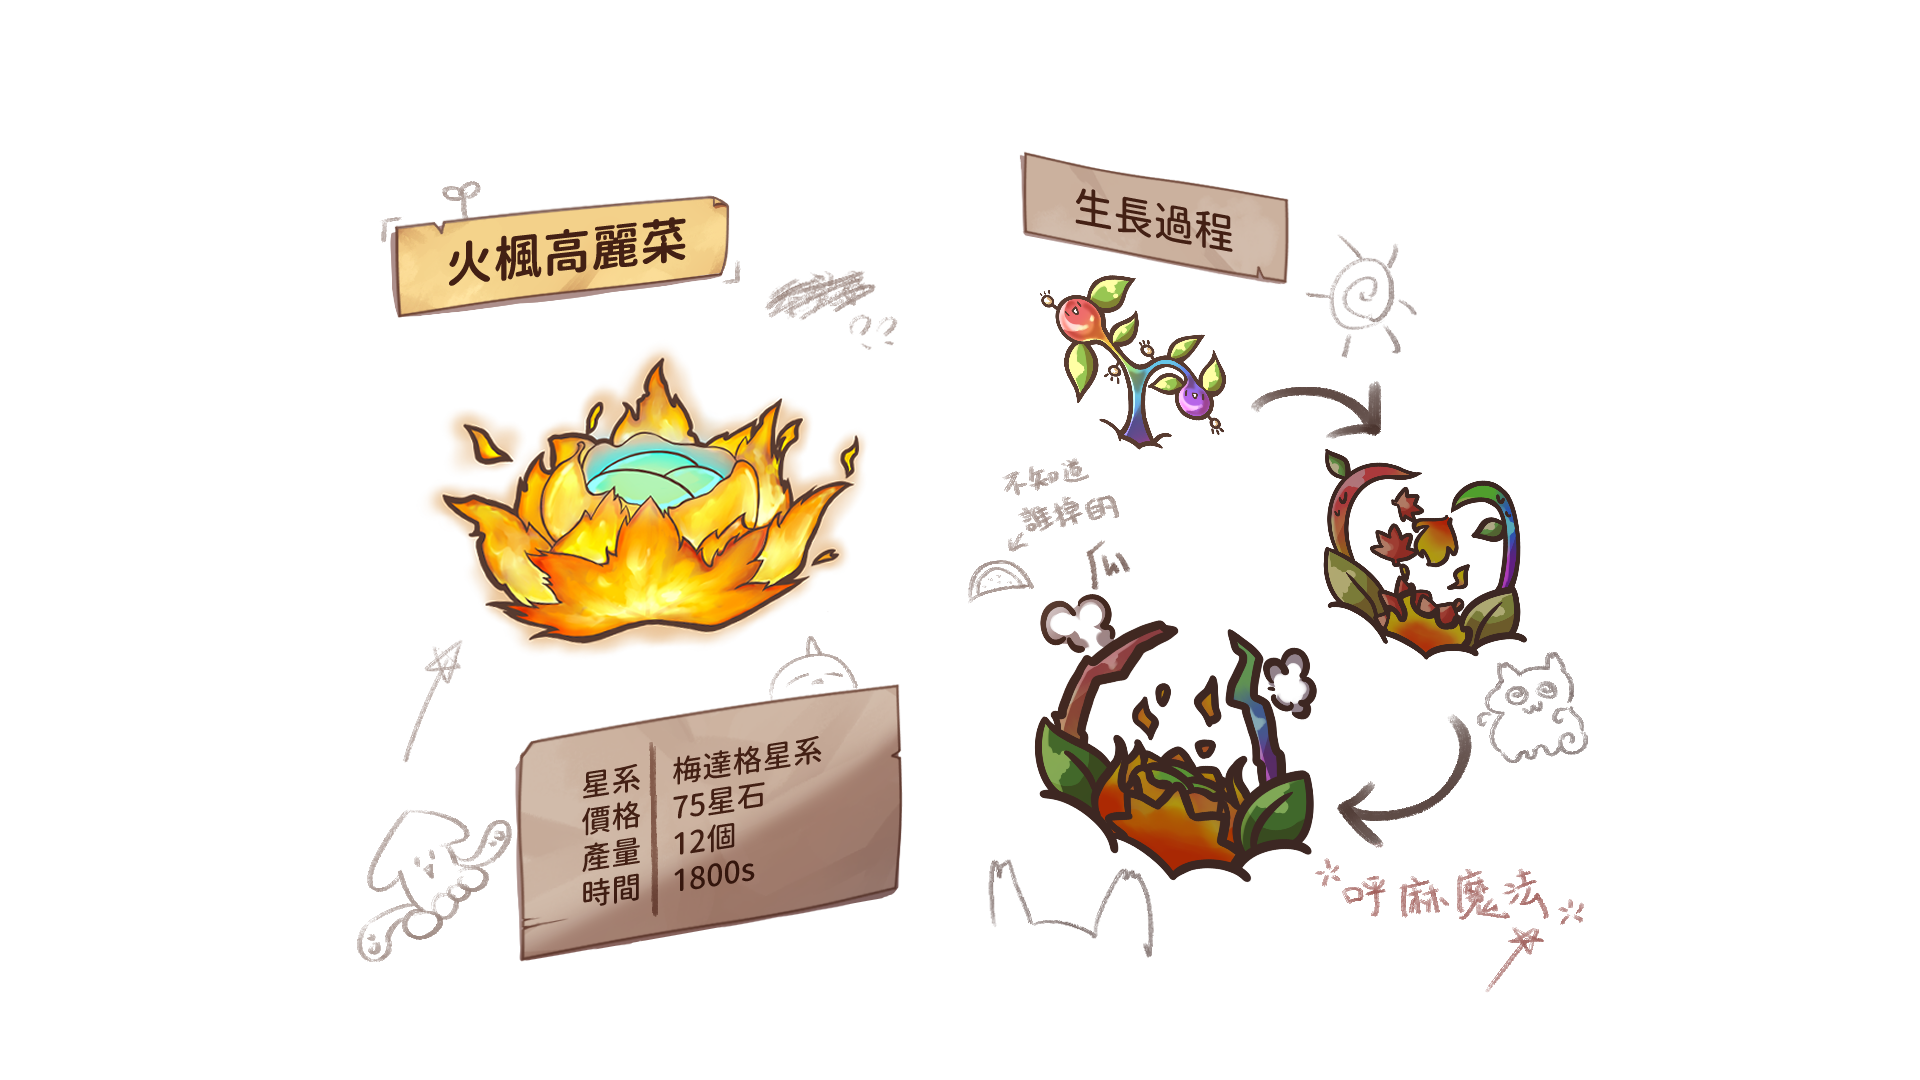 火楓高麗菜
星系 梅達格星系
價格 75星石
產量 12個
時間 1800s
生長過程
不知道
誰掉的
呼麻魔法